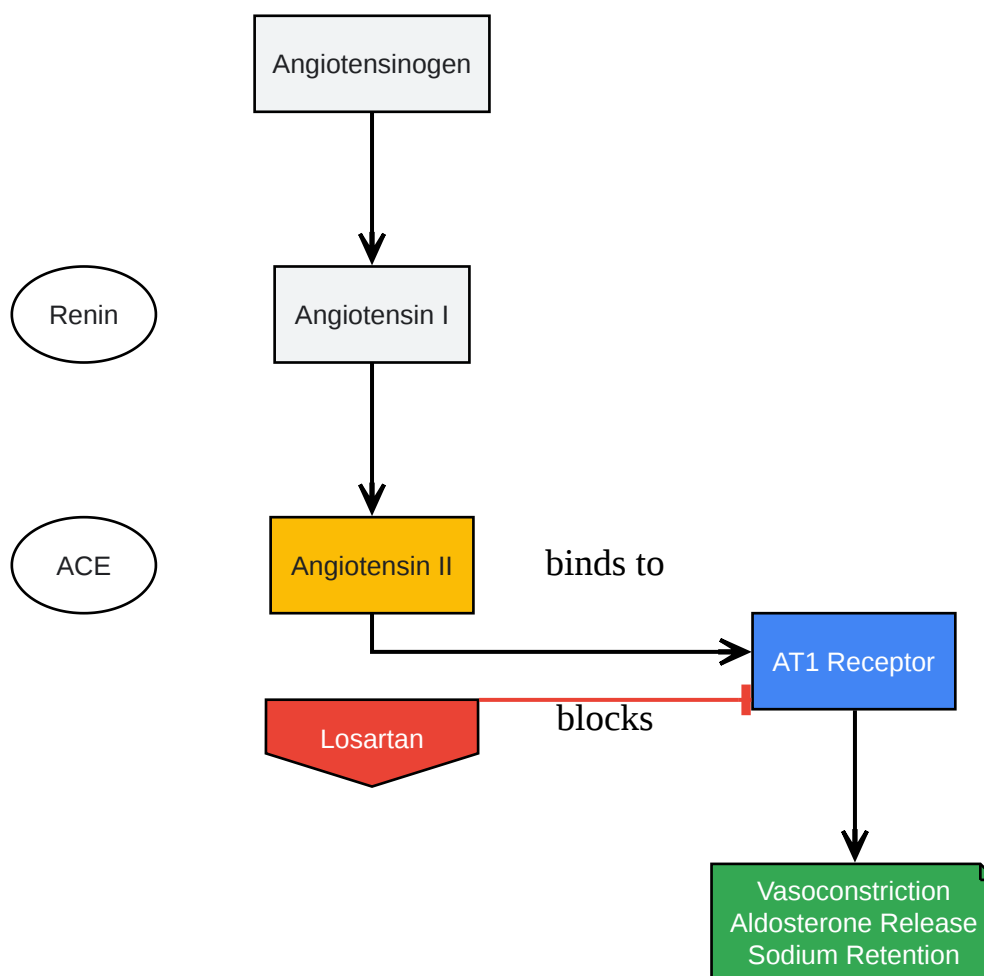 Angiotensinogen
Renin
Angiotensin I
ACE
Angiotensin II
binds to
AT1 Receptor
blocks
Losartan
Vasoconstriction
Aldosterone Release
Sodium Retention